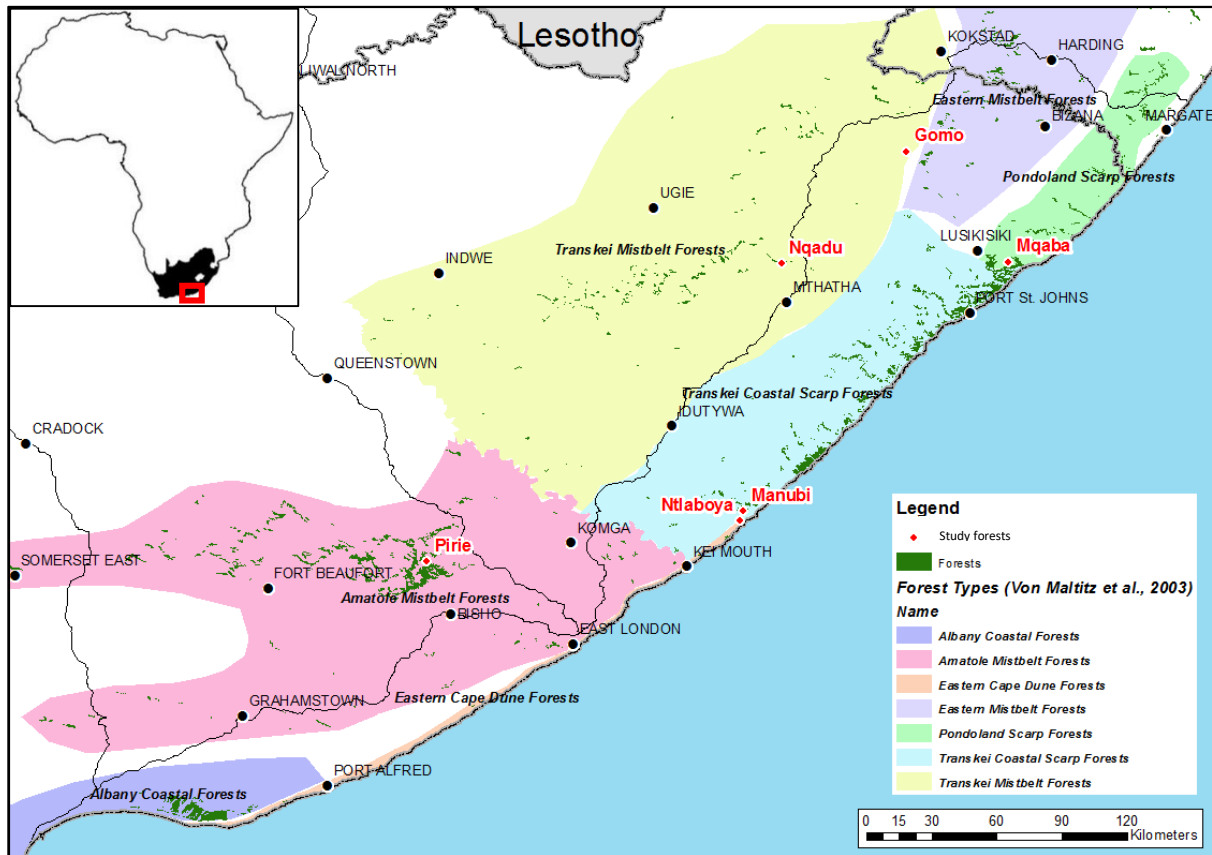 Lesotho
KOKSTAD
HARDING
LIWAL NORTH
Eastern Mistbelt Forests
BIZANA
MARGATE
Gomo
Pondoland Scarp Forests
UGIE
LUSIKISIKI
Transkei Mistbelt Forests
Nqadu
Mqaba
INDWE
MTHATHA
PORT St. JOHNS
QUEENSTOWN
Transkei Coastal Scarp Forests
IDUTYWA
CRADOCK
Ntlaboya
Manubi
KOMGA
Pirie
SOMERSET EAST
KEI MOUTH
FORT BEAUFORT
Amatole Mistbelt Forests
BISHO
EAST LONDON
Eastern Cape Dune Forests
GRAHAMSTOWN
PORT ALFRED
Albany Coastal Forests
Legend
Study forests
Forests
Forest Types (Von Maltitz et al., 2003)
Name
Albany Coastal Forests
Amatole Mistbelt Forests
Eastern Cape Dune Forests
Eastern Mistbelt Forests
Pondoland Scarp Forests
Transkei Coastal Scarp Forests
Transkei Mistbelt Forests
0 15 30 60 90 120
Kilometers